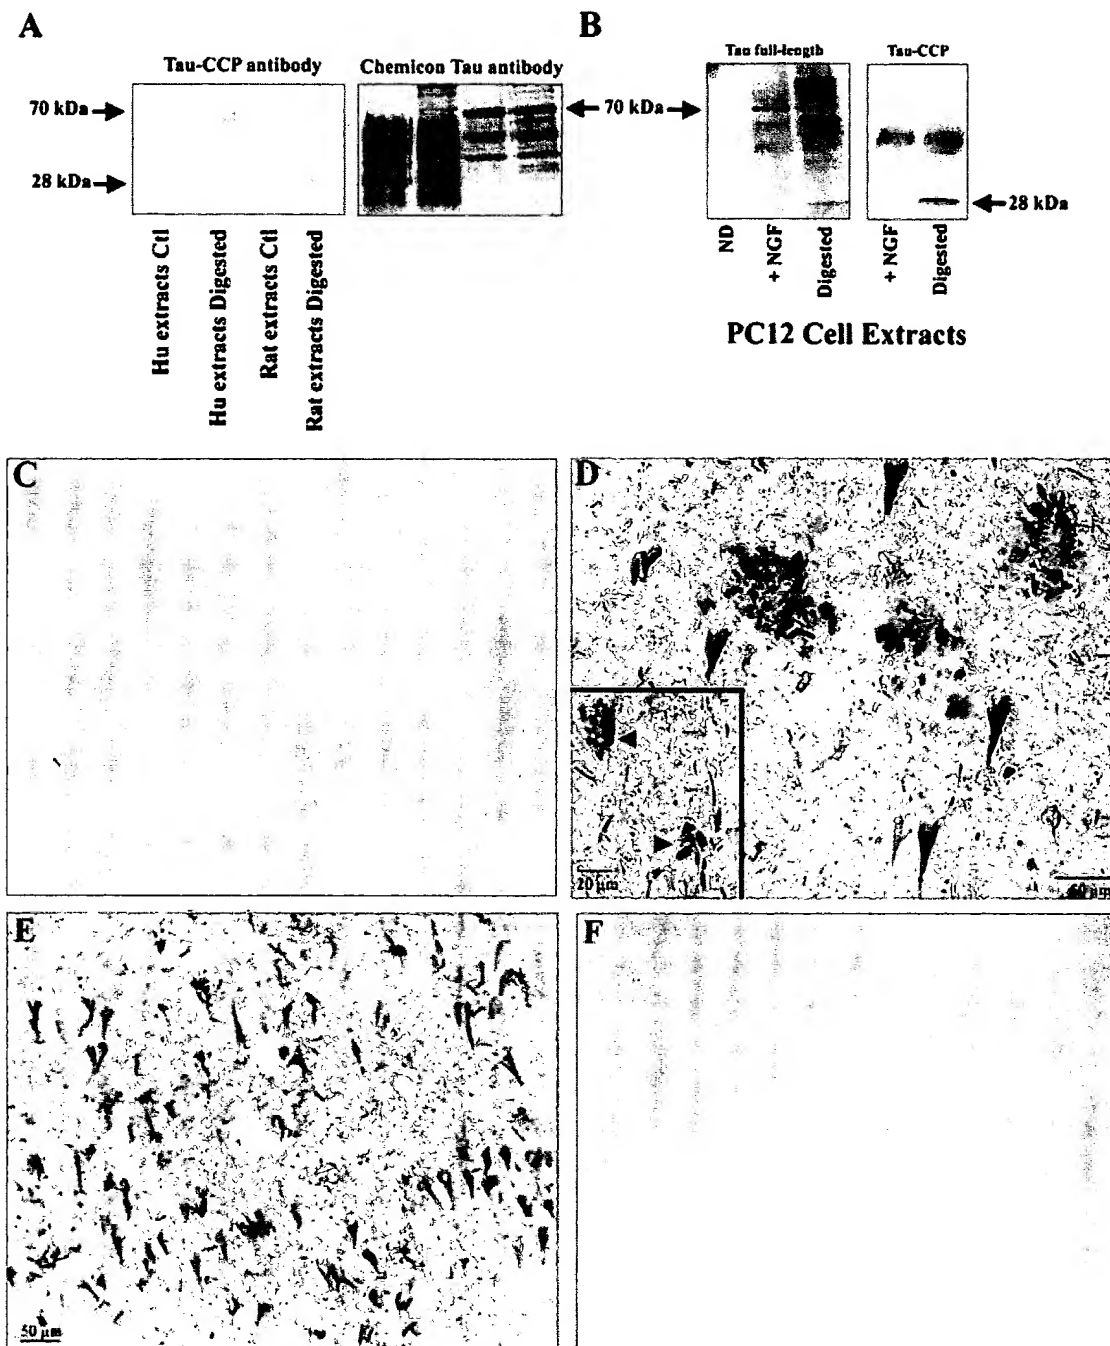 A
B
Tau-CCP antibody
Chemicon Tau antibody
Tau full-length
Tau-CCP
70 kDa
70 kDa
28 kDa
28 kDa
Hu extracts Ctl
Hu extracts Digested
Rat extracts Ctl
Rat extracts Digested
ND
+ NGF
Digested
+ NGF
Digested
PC12 Cell Extracts
C
D
20 µm
E
F
50 µm